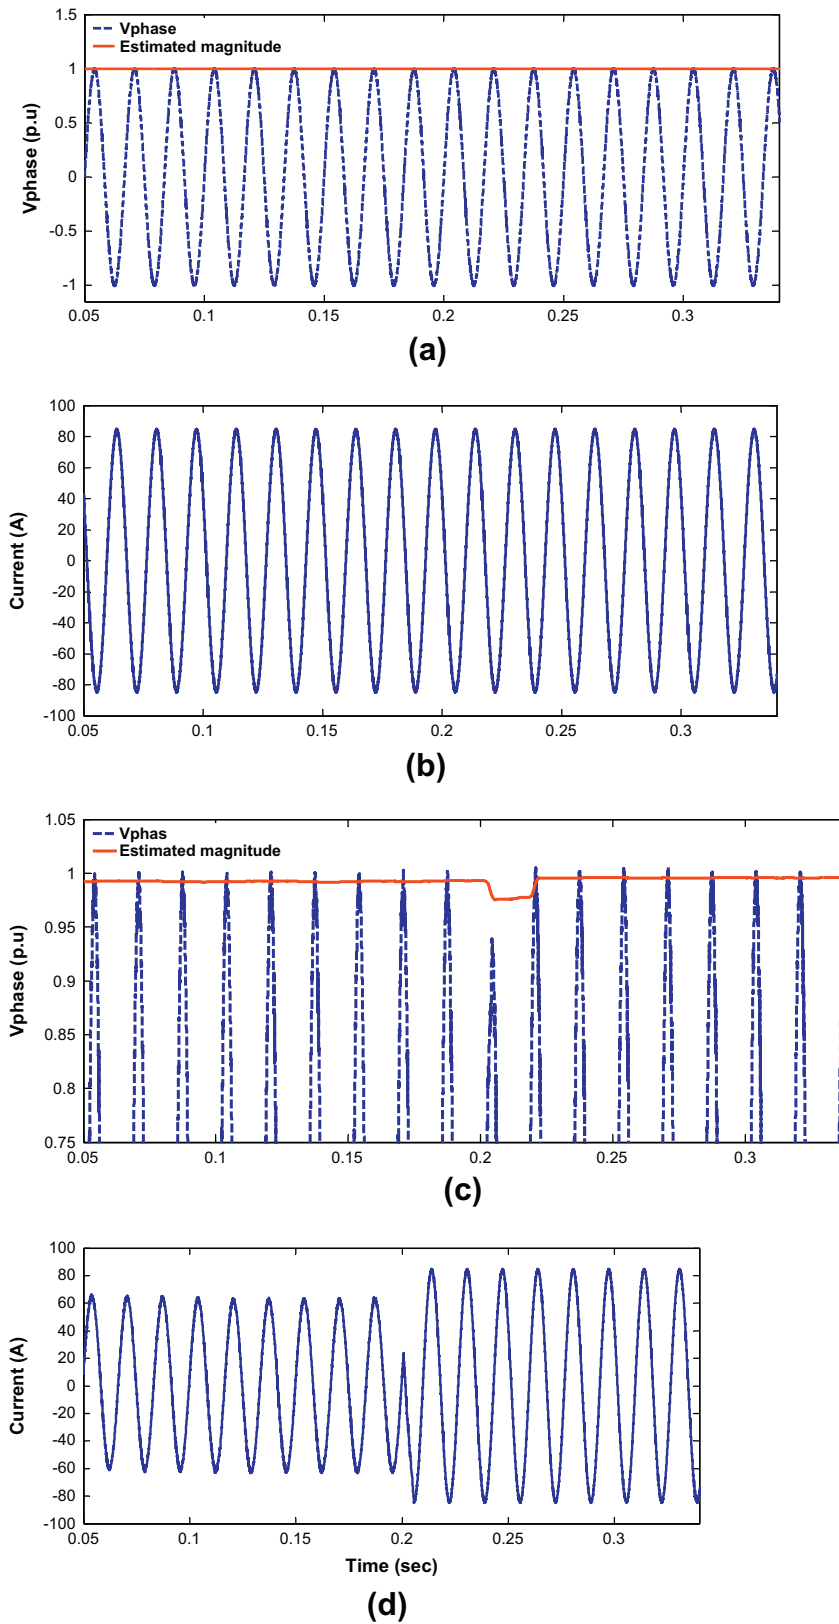 1.5
Vphase
Estimated magnitude
1
0.5
0
-0.5
-1
Vphase (p.u)
0.05 0.1 0.15 0.2 0.25 0.3
(a)
100
80
60
40
20
0
-20
-40
-60
-80
-100
Current (A)
0.05 0.1 0.15 0.2 0.25 0.3
(b)
1.05
Vphas
Estimated magnitude
1
0.95
0.9
0.85
0.8
0.75
Vphase (p.u)
0.05 0.1 0.15 0.2 0.25 0.3
(c)
100
80
60
40
20
0
-20
-40
-60
-80
-100
Current (A)
0.05 0.1 0.15 0.2 0.25 0.3
Time (sec)
(d)